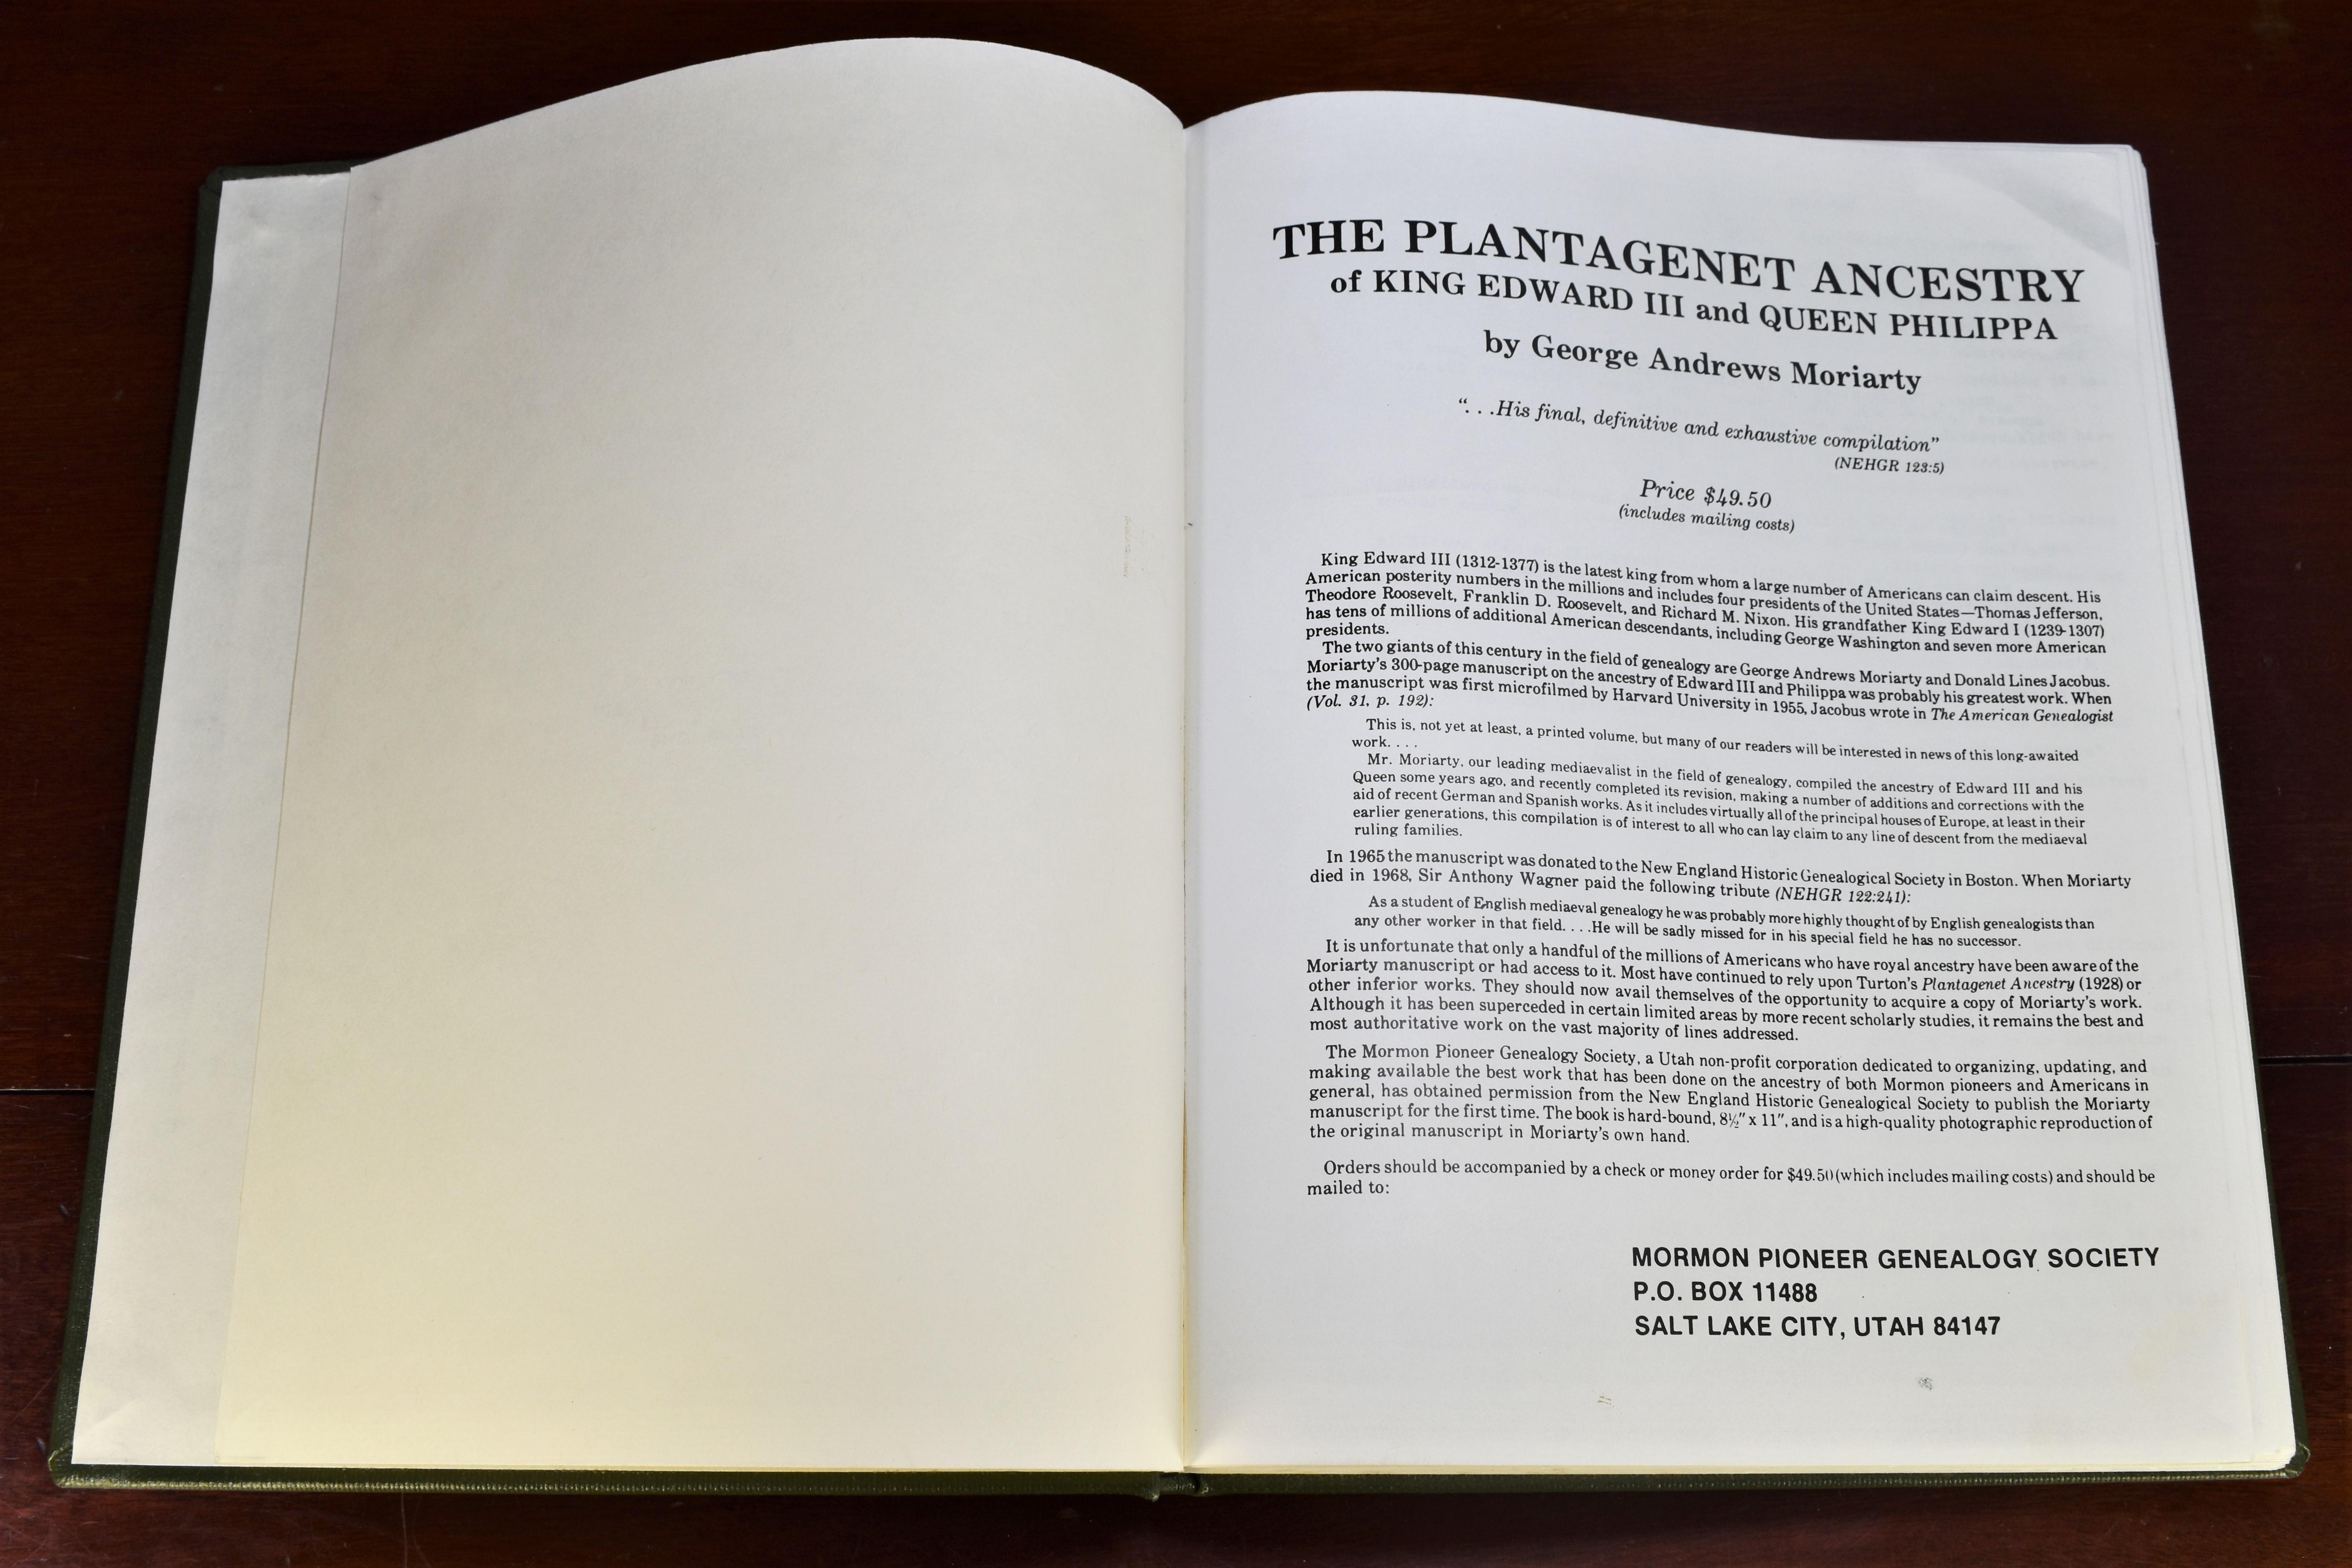 THE PLANTAGENET ANCESTRY
of KING EDWARD III and QUEEN PHILIPPA
by George Andrews Moriarty
“. . .His final, definitive and exhaustive compilation”
(NEHGR 123:5)
Price $49.50
(includes mailing costs)
King Edward III (1312-1377) is the latest king from whom a large number of Americans can claim descent. His
American posterity numbers in the millions and includes four presidents of the United States—Thomas Jefferson,
Theodore Roosevelt, Franklin D. Roosevelt, and Richard M. Nixon. His grandfather King Edward I (1239-1307)
has tens of millions of additional American descendants, including George Washington and seven more American
presidents.
The two giants of this century in the field of genealogy are George Andrews Moriarty and Donald Lines Jacobus.
Moriarty's 300-page manuscript on the ancestry of Edward III and Philippa was probably his greatest work. When
the manuscript was first microfilmed by Harvard University in 1955, Jacobus wrote in The American Genealogist
(Vol. 31, p. 192):
This is, not yet at least, a printed volume, but many of our readers will be interested in news of this long-awaited
work. . . .
Mr. Moriarty, our leading mediaevalist in the field of genealogy, compiled the ancestry of Edward III and his
Queen some years ago, and recently completed its revision, making a number of additions and corrections with the
aid of recent German and Spanish works. As it includes virtually all of the principal houses of Europe, at least in their
earlier generations, this compilation is of interest to all who can lay claim to any line of descent from the mediaeval
ruling families.
In 1965 the manuscript was donated to the New England Historic Genealogical Society in Boston. When Moriarty
died in 1968, Sir Anthony Wagner paid the following tribute (NEHGR 122:241):
As a student of English mediaeval genealogy he was probably more highly thought of by English genealogists than
any other worker in that field. . . .He will be sadly missed for in his special field he has no successor.
It is unfortunate that only a handful of the millions of Americans who have royal ancestry have been aware of the
Moriarty manuscript or had access to it. Most have continued to rely upon Turton's Plantagenet Ancestry (1928) or
other inferior works. They should now avail themselves of the opportunity to acquire a copy of Moriarty's work.
Although it has been superceded in certain limited areas by more recent scholarly studies, it remains the best and
most authoritative work on the vast majority of lines addressed.
The Mormon Pioneer Genealogy Society, a Utah non-profit corporation dedicated to organizing, updating, and
making available the best work that has been done on the ancestry of both Mormon pioneers and Americans in
general, has obtained permission from the New England Historic Genealogical Society to publish the Moriarty
manuscript for the first time. The book is hard-bound, 8½" x 11", and is a high-quality photographic reproduction of
the original manuscript in Moriarty's own hand.
Orders should be accompanied by a check or money order for $49.50 (which includes mailing costs) and should be
mailed to:
MORMON PIONEER GENEALOGY SOCIETY
P.O. BOX 11488
SALT LAKE CITY, UTAH 84147